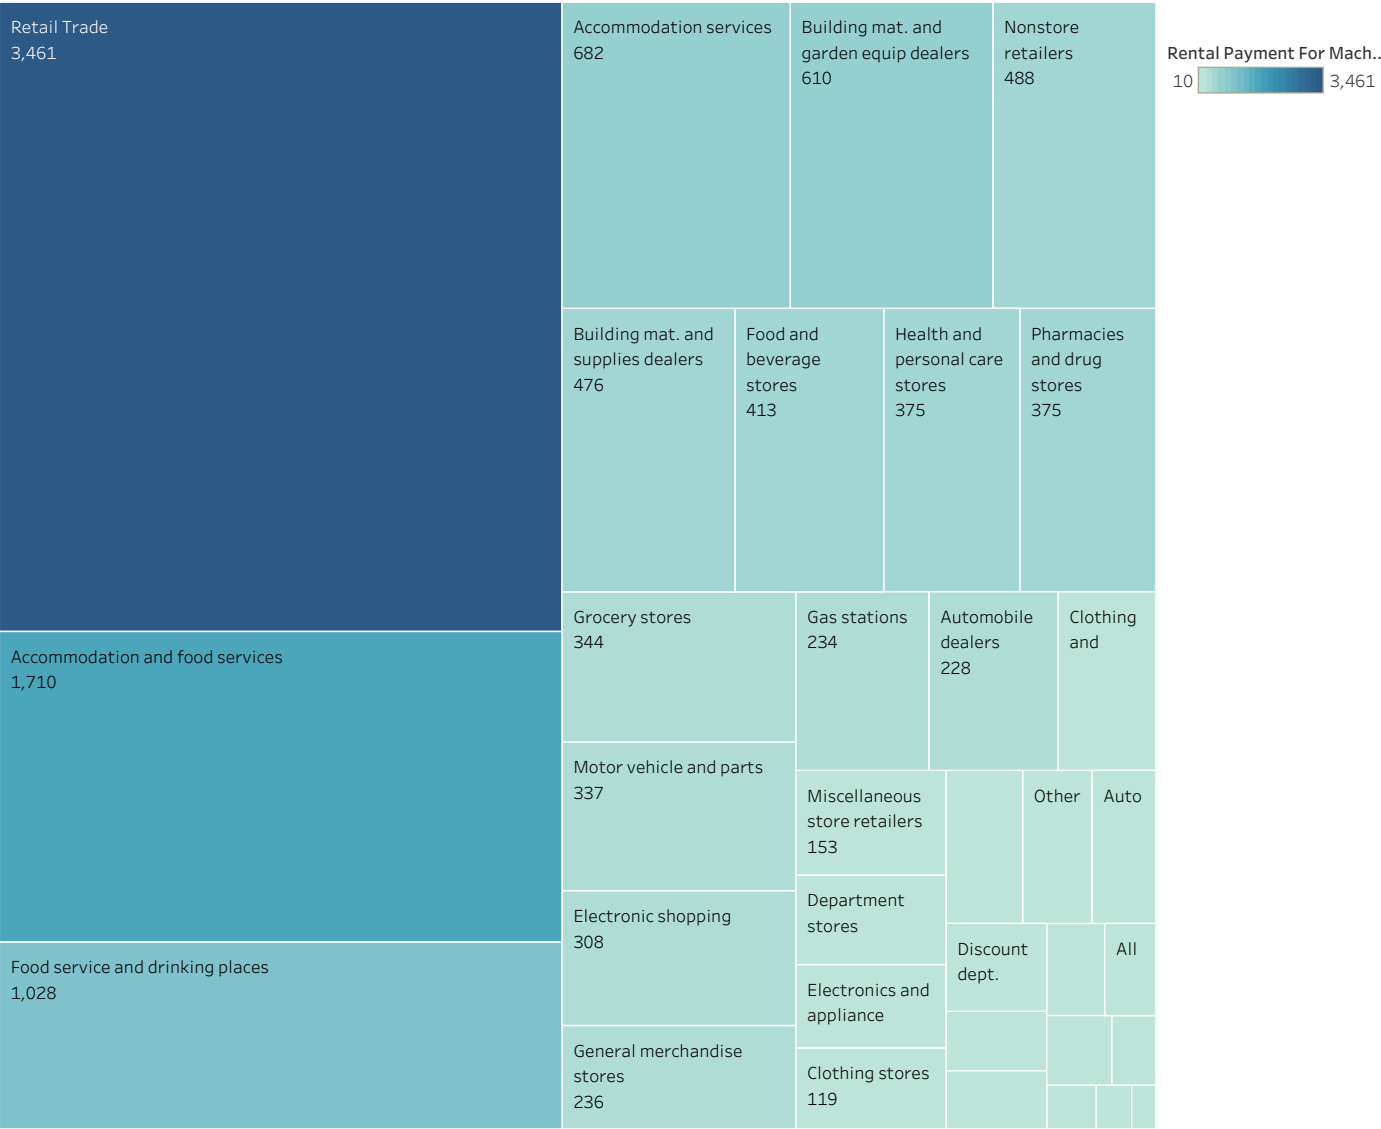 Retail Trade
3,461
Accommodation and food services
1,710
Food service and drinking places
1,028
Accommodation services
682
Building mat. and
garden equip dealers
610
Nonstore
retailers
488
Building mat. and
supplies dealers
476
Food and
beverage
stores
413
Health and
personal care
stores
375
Pharmacies
and drug
stores
375
Grocery stores
344
Motor vehicle and parts
337
Electronic shopping
308
General merchandise
stores
236
Gas stations
234
Automobile
dealers
228
Clothing
and
Miscellaneous
store retailers
153
Department
stores
Electronics and
appliance
Clothing stores
119
Other
Auto
Discount
dept.
All
Rental Payment For Mach..
10
3,461